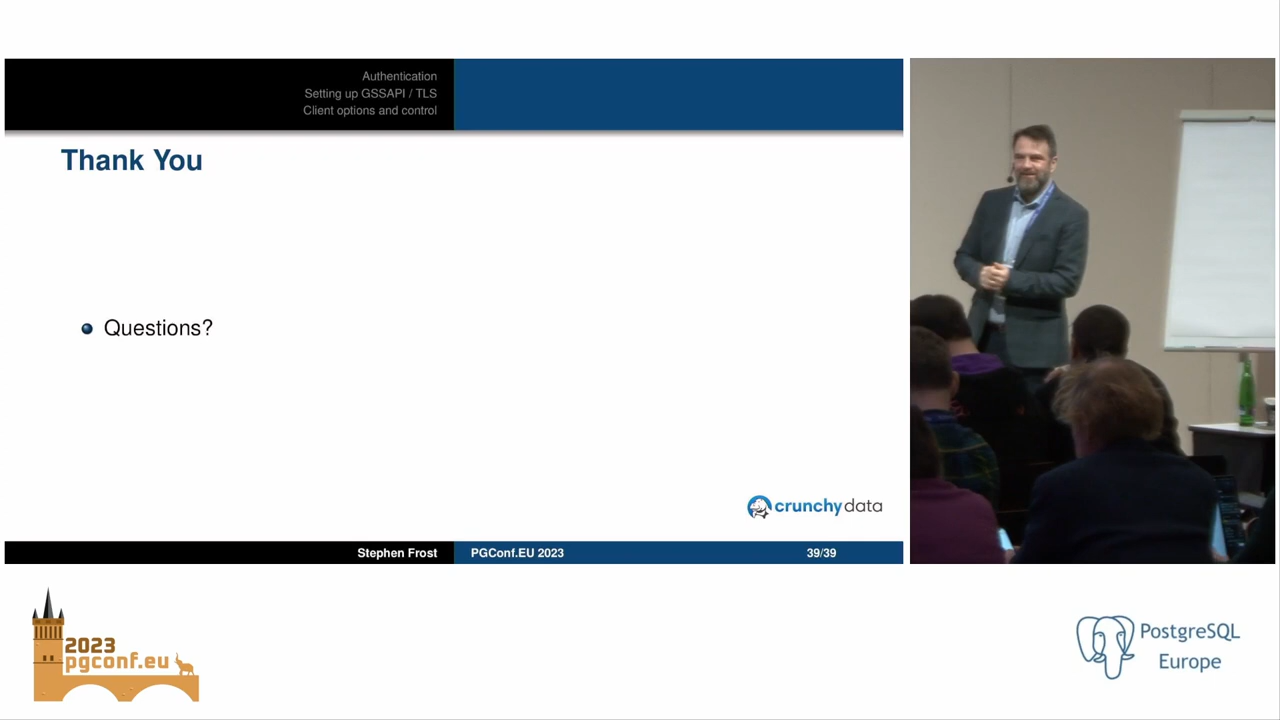 Authentication
Setting up GSSAPI / TLS
Client options and control
Thank You
Questions?
crunchydata
Stephen Frost
PGConf.EU 2023
39/39
2023
pgconf.eu
PostgreSQL
Europe